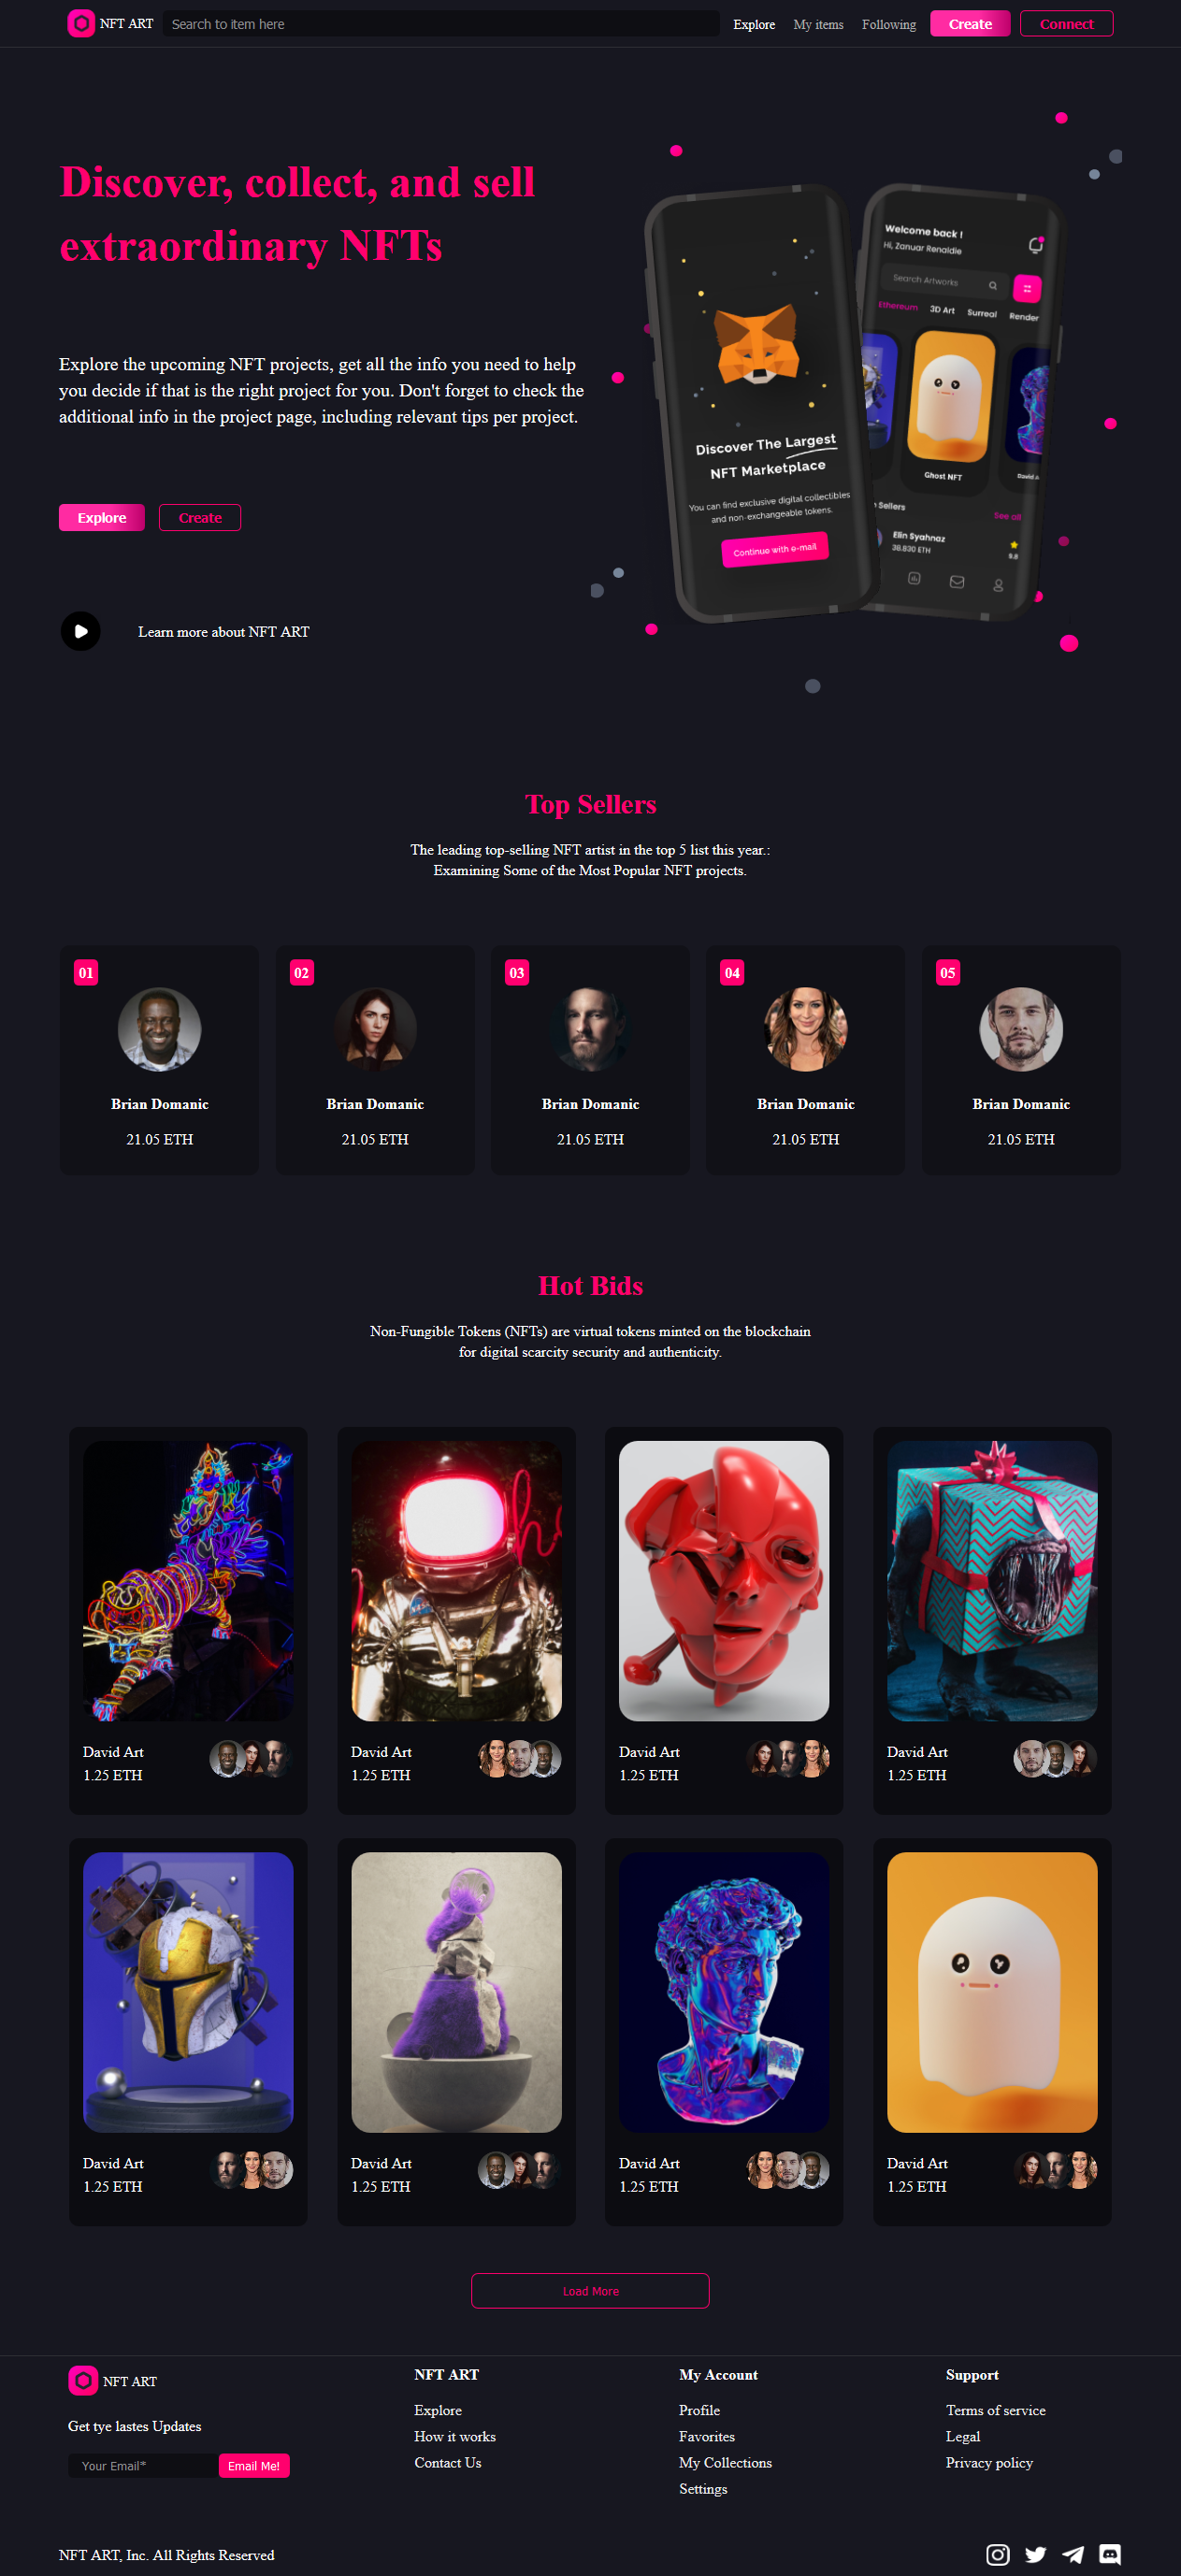 NFT ART
Search to item here
Explore
My items
Following
Create
Connect
Discover, collect, and sell
extraordinary NFTs
Explore the upcoming NFT projects, get all the info you need to help
you decide if that is the right project for you. Don't forget to check the
additional info in the project page, including relevant tips per project.
Explore
Create
Learn more about NFT ART
Discover The Largest
NFT Marketplace
You can find exclusive digital collectibles
and non-exchangeable tokens.
Continue with e-mail
Welcome back !
Hi, Zanuar Renaldie
Search Artworks
Ethereum
3D Art
Surreal
Render
Ghost NFT
David A
Sellers
See all
Elin Syahnaz
38.830 ETH
9.8
Top Sellers
The leading top-selling NFT artist in the top 5 list this year.:
Examining Some of the Most Popular NFT projects.
01
Brian Domanic
21.05 ETH
02
Brian Domanic
21.05 ETH
03
Brian Domanic
21.05 ETH
04
Brian Domanic
21.05 ETH
05
Brian Domanic
21.05 ETH
Hot Bids
Non-Fungible Tokens (NFTs) are virtual tokens minted on the blockchain
for digital scarcity security and authenticity.
David Art
1.25 ETH
David Art
1.25 ETH
David Art
1.25 ETH
David Art
1.25 ETH
David Art
1.25 ETH
David Art
1.25 ETH
David Art
1.25 ETH
David Art
1.25 ETH
Load More
NFT ART
Get tye lastes Updates
Your Email*
Email Me!
NFT ART
Explore
How it works
Contact Us
My Account
Profile
Favorites
My Collections
Settings
Support
Terms of service
Legal
Privacy policy
NFT ART, Inc. All Rights Reserved